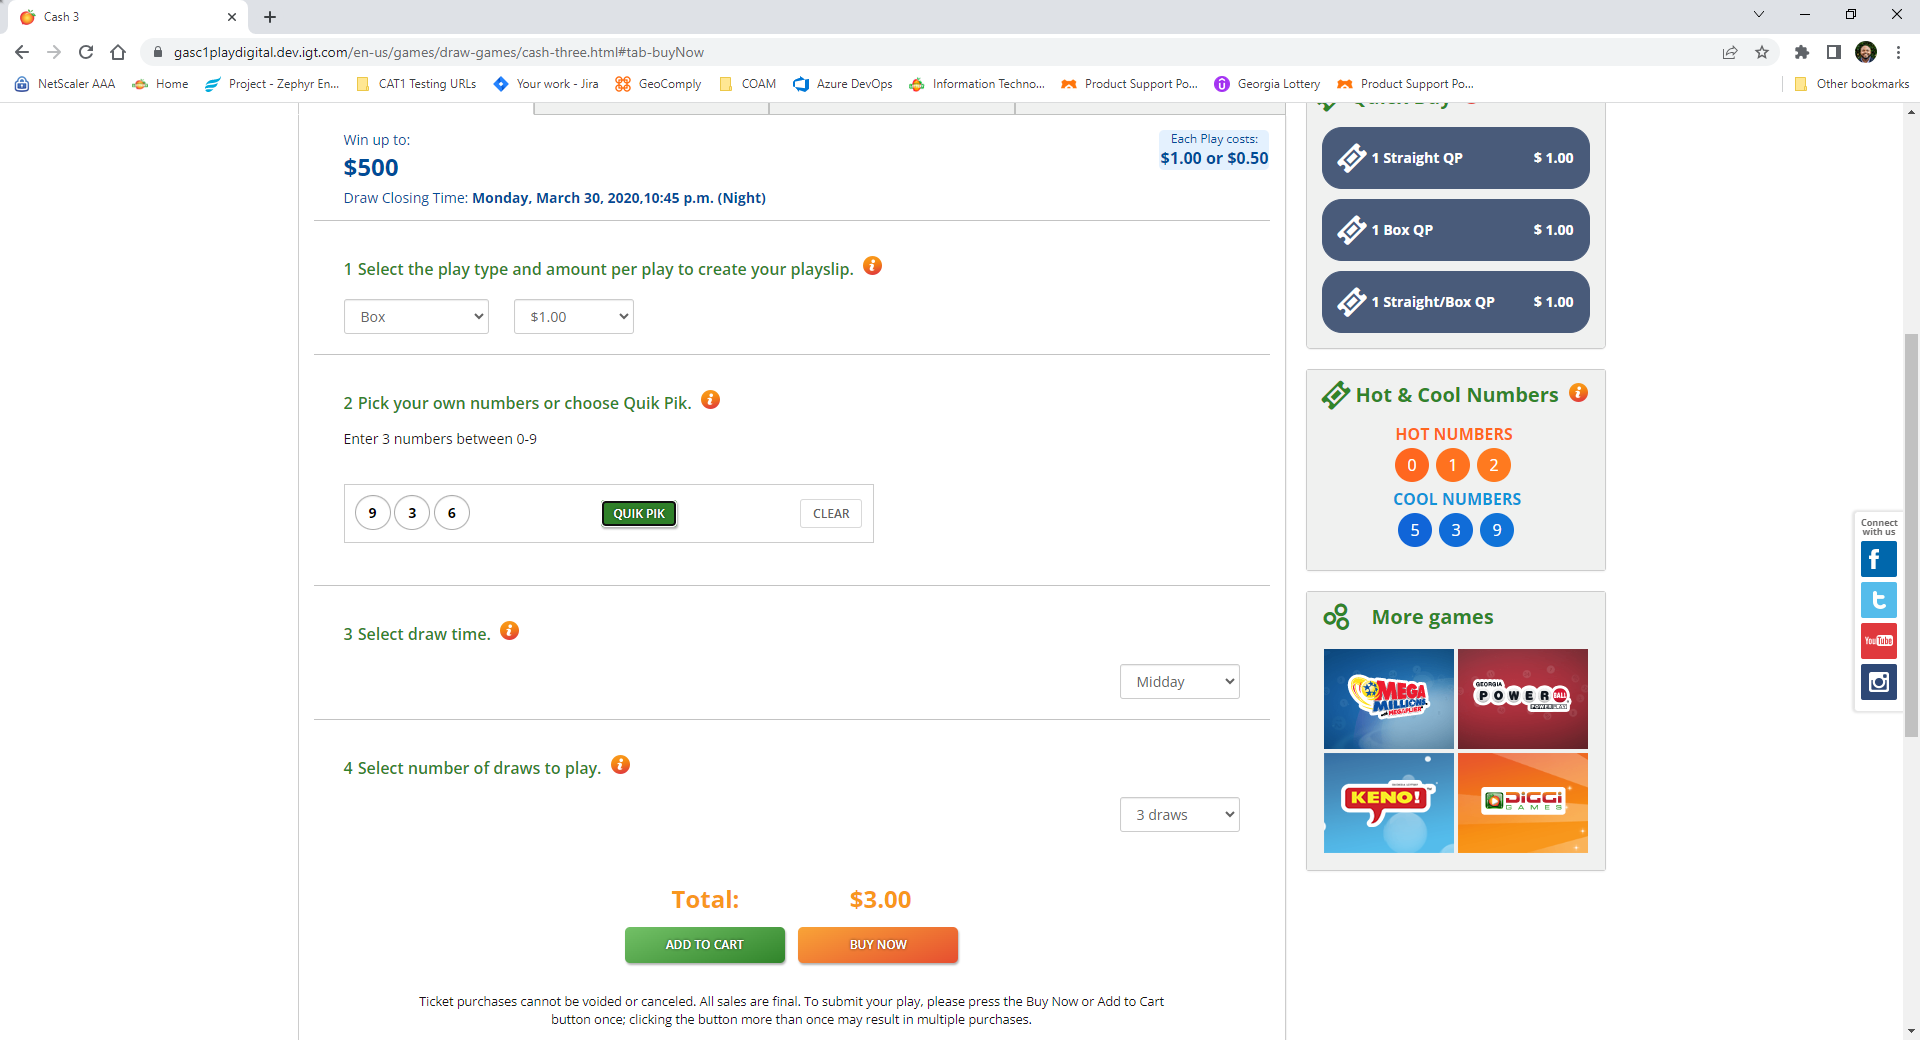 Cash 3
gasc1playdigital.dev.igt.com/en-us/games/draw-games/cash-three.html#tab-buyNow
NetScaler AAA
Home
Project - Zephyr En...
CAT1 Testing URLs
Your work - Jira
GeoComply
COAM
Azure DevOps
Information Techno...
Product Support Po...
Georgia Lottery
Product Support Po...
Other bookmarks
Win up to:
$500
Draw Closing Time: Monday, March 30, 2020,10:45 p.m. (Night)
Each Play costs:
$1.00 or $0.50
1 Select the play type and amount per play to create your playslip.
Box
$1.00
2 Pick your own numbers or choose Quik Pik.
Enter 3 numbers between 0-9
9 3 6
QUIK PIK
CLEAR
3 Select draw time.
Midday
4 Select number of draws to play.
3 draws
Total: $3.00
ADD TO CART
BUY NOW
Ticket purchases cannot be voided or canceled. All sales are final. To submit your play, please press the Buy Now or Add to Cart
button once; clicking the button more than once may result in multiple purchases.
1 Straight QP $ 1.00
1 Box QP $ 1.00
1 Straight/Box QP $ 1.00
Hot & Cool Numbers
HOT NUMBERS
0 1 2
COOL NUMBERS
5 3 9
More games
MEGA
MILLIONS
MEGAPLIER
GEORGIA
POWERBALL
KENO!
DiGGi
GAMES
Connect
with us
YouTube